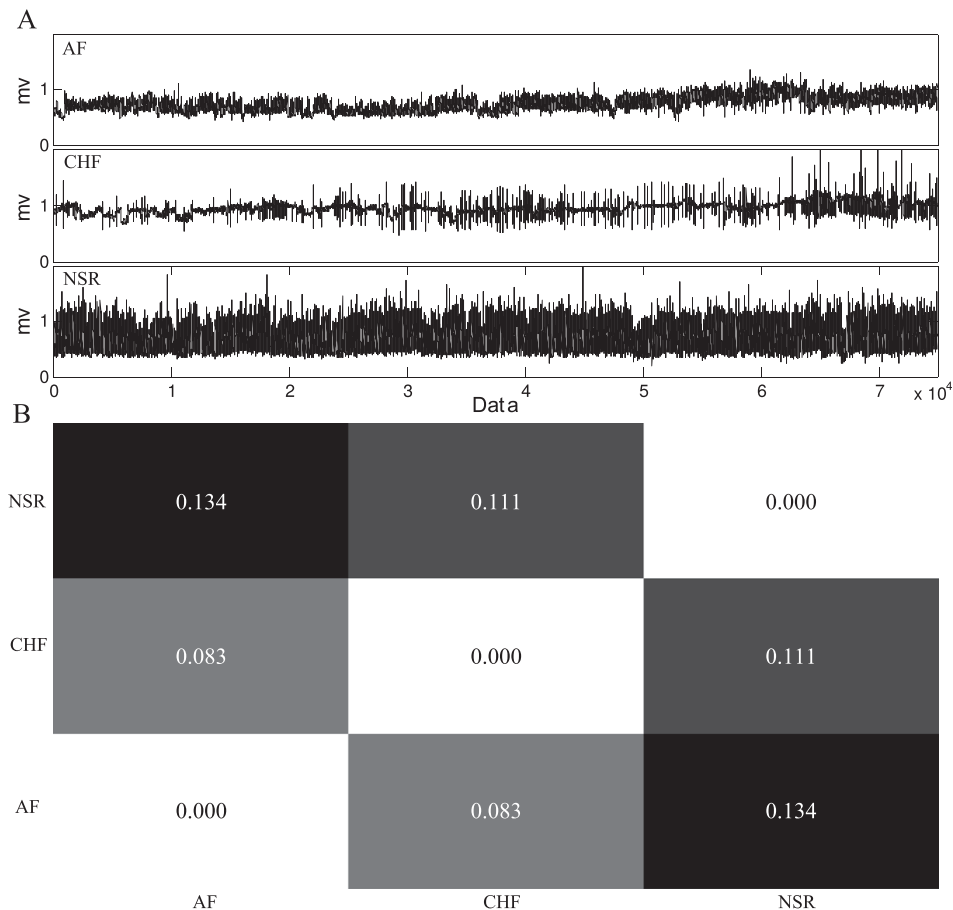 A
AF
mv
1
0
CHF
mv
1
0
NSR
mv
1
0
0 1 2 3 4 5 6 7 x 10^4
Data
B
NSR 0.134 0.111 0.000
CHF 0.083 0.000 0.111
AF 0.000 0.083 0.134
AF CHF NSR